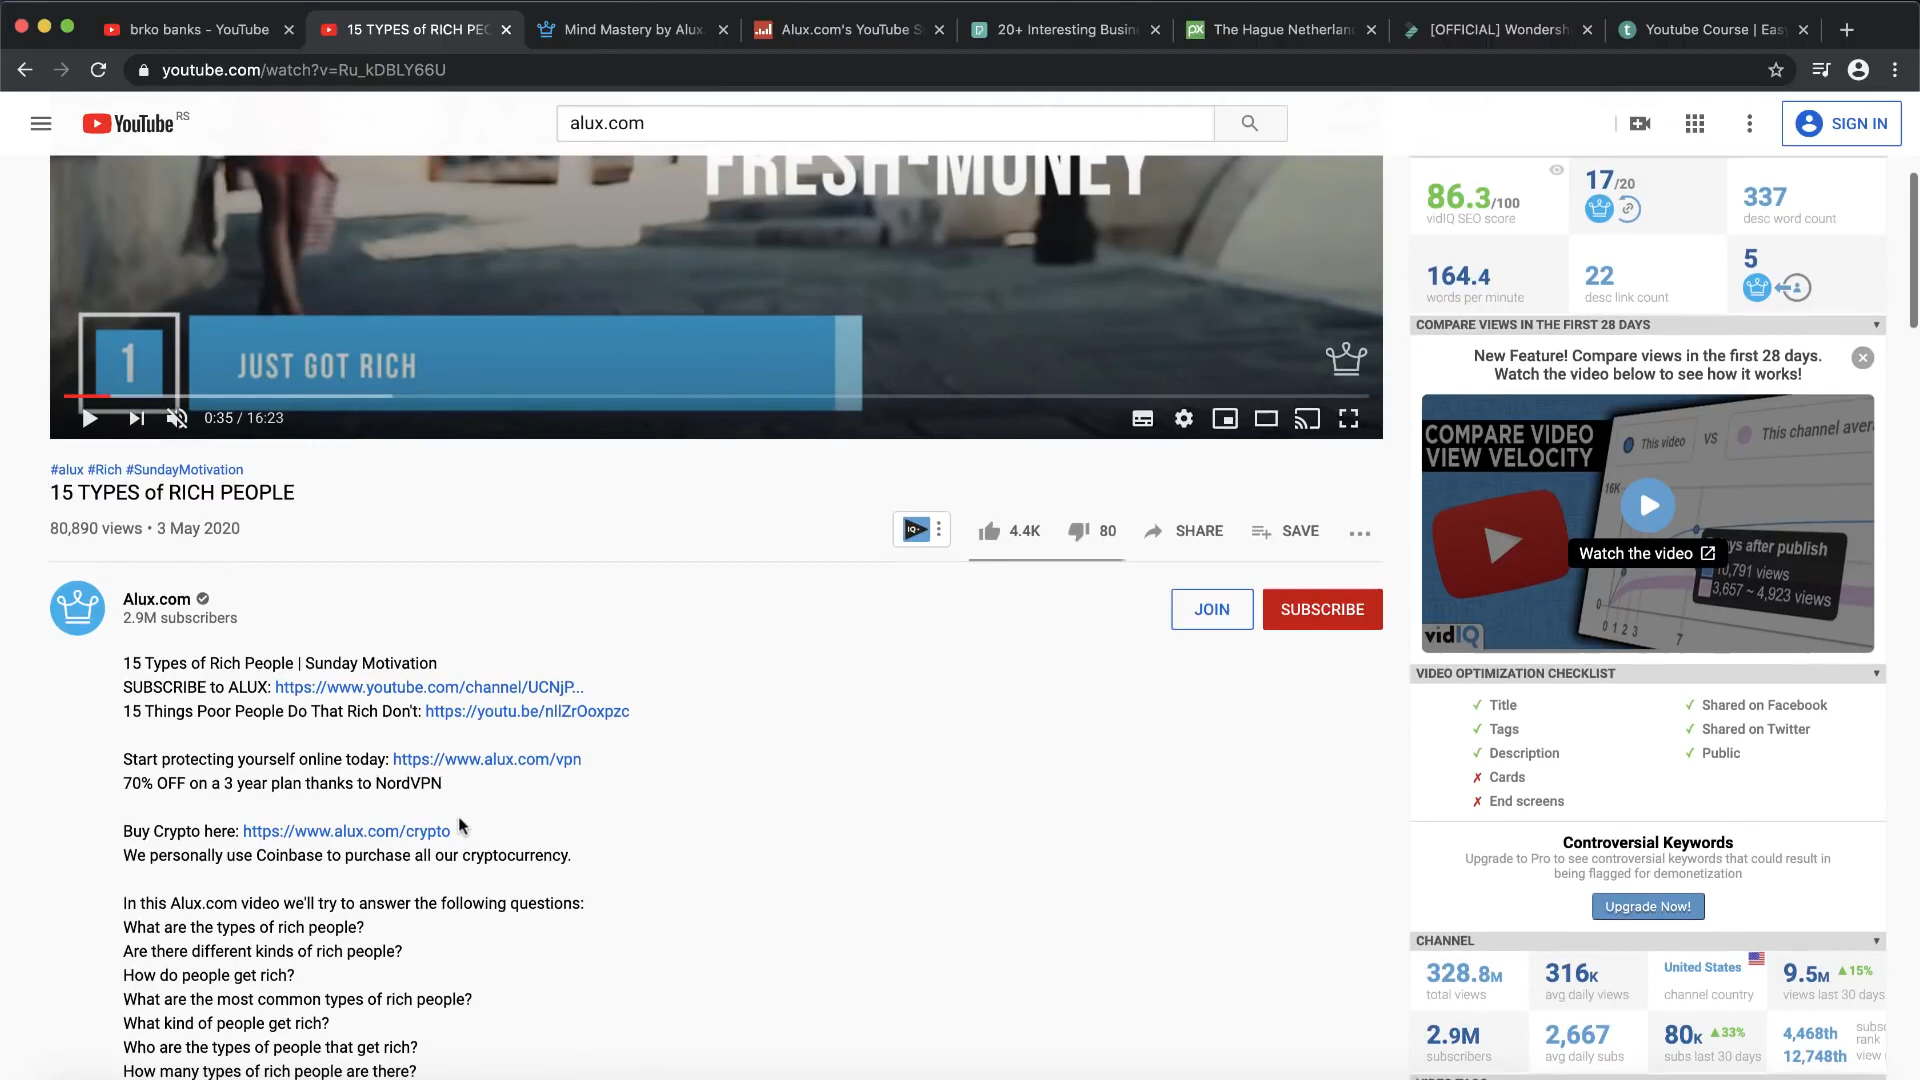 brko banks - YouTube
15 TYPES of RICH PEC
Mind Mastery by Alux.
Alux.com's YouTube S
20+ Interesting Busin
The Hague Netherlan
[OFFICIAL] Wondersh
Youtube Course | Eas
youtube.com/watch?v=Ru_kDBLY66U
YouTube RS
alux.com
SIGN IN
FRESH-MONEY
1
JUST GOT RICH
0:35 / 16:23
#alux #Rich #SundayMotivation
15 TYPES of RICH PEOPLE
80,890 views • 3 May 2020
IQ
4.4K
80
SHARE
SAVE
Alux.com
2.9M subscribers
JOIN
SUBSCRIBE
15 Types of Rich People | Sunday Motivation
SUBSCRIBE to ALUX: https://www.youtube.com/channel/UCNjP...
15 Things Poor People Do That Rich Don't: https://youtu.be/nllZrOoxpzc
Start protecting yourself online today: https://www.alux.com/vpn
70% OFF on a 3 year plan thanks to NordVPN
Buy Crypto here: https://www.alux.com/crypto
We personally use Coinbase to purchase all our cryptocurrency.
In this Alux.com video we'll try to answer the following questions:
What are the types of rich people?
Are there different kinds of rich people?
How do people get rich?
What are the most common types of rich people?
What kind of people get rich?
Who are the types of people that get rich?
How many types of rich people are there?
86.3/100
vidIQ SEO score
17/20
337
desc word count
164.4
words per minute
22
desc link count
5
COMPARE VIEWS IN THE FIRST 28 DAYS
New Feature! Compare views in the first 28 days.
Watch the video below to see how it works!
COMPARE VIDEO
VIEW VELOCITY
This video
VS
This channel aver
16K
Watch the video
ys after publish
10,791 views
3,657 ~ 4,923 views
0 0 1 2 3 7
vidIQ
VIDEO OPTIMIZATION CHECKLIST
✓ Title
✓ Tags
✓ Description
✗ Cards
✗ End screens
✓ Shared on Facebook
✓ Shared on Twitter
✓ Public
Controversial Keywords
Upgrade to Pro to see controversial keywords that could result in
being flagged for demonetization
Upgrade Now!
CHANNEL
328.8M
total views
316K
avg daily views
United States
channel country
9.5M ▲15%
views last 30 days
2.9M
subscribers
2,667
avg daily subs
80K ▲33%
subs last 30 days
4,468th subs
rank
12,748th view